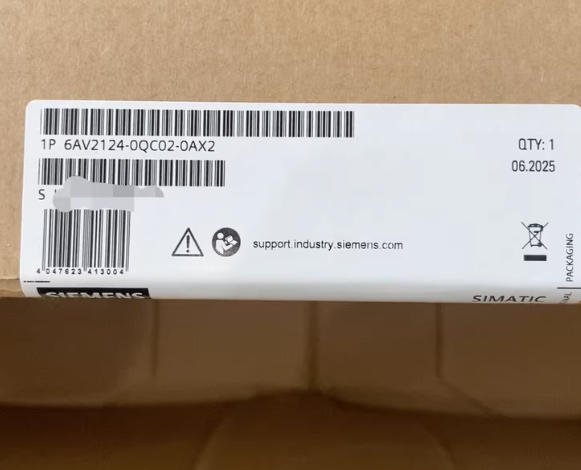 1P 6AV2124-0QC02-0AX2
QTY: 1
06.2025
S
support.industry.siemens.com
4 047623 413004
PACKAGING
SIEMENS
SIMATIC